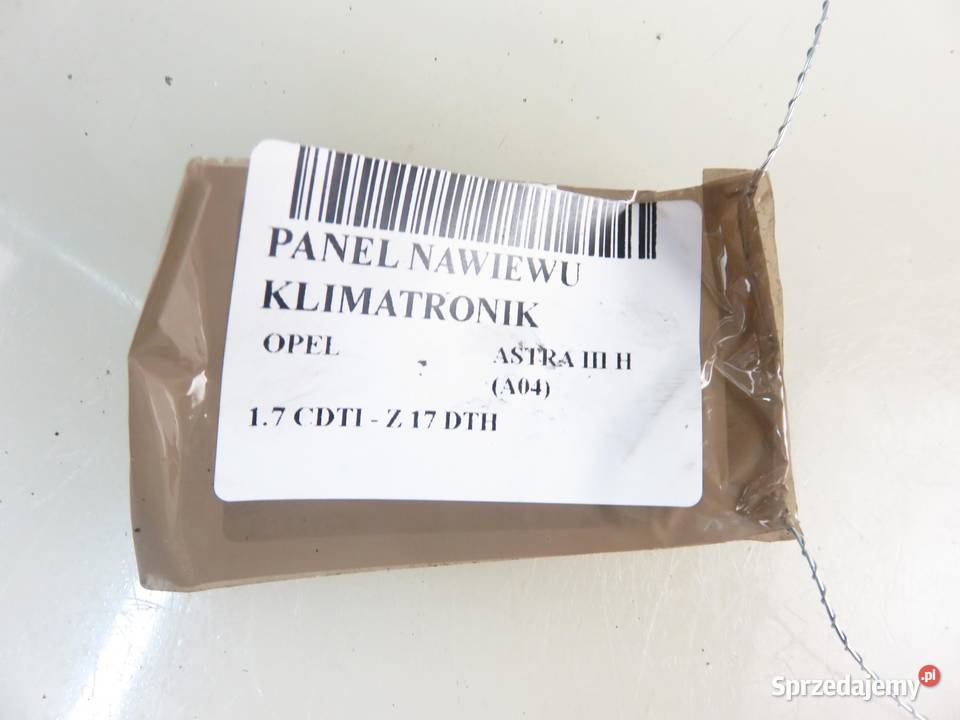 PANEL NAWIEWU
KLIMATRONIK
OPEL ASTRA III H
(A04)
1.7 CDTI - Z 17 DTH
Sprzedajemy.pl